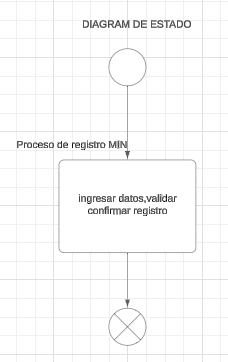 DIAGRAM DE ESTADO
Proceso de registro MIN
ingresar datos,validar
confirmar registro